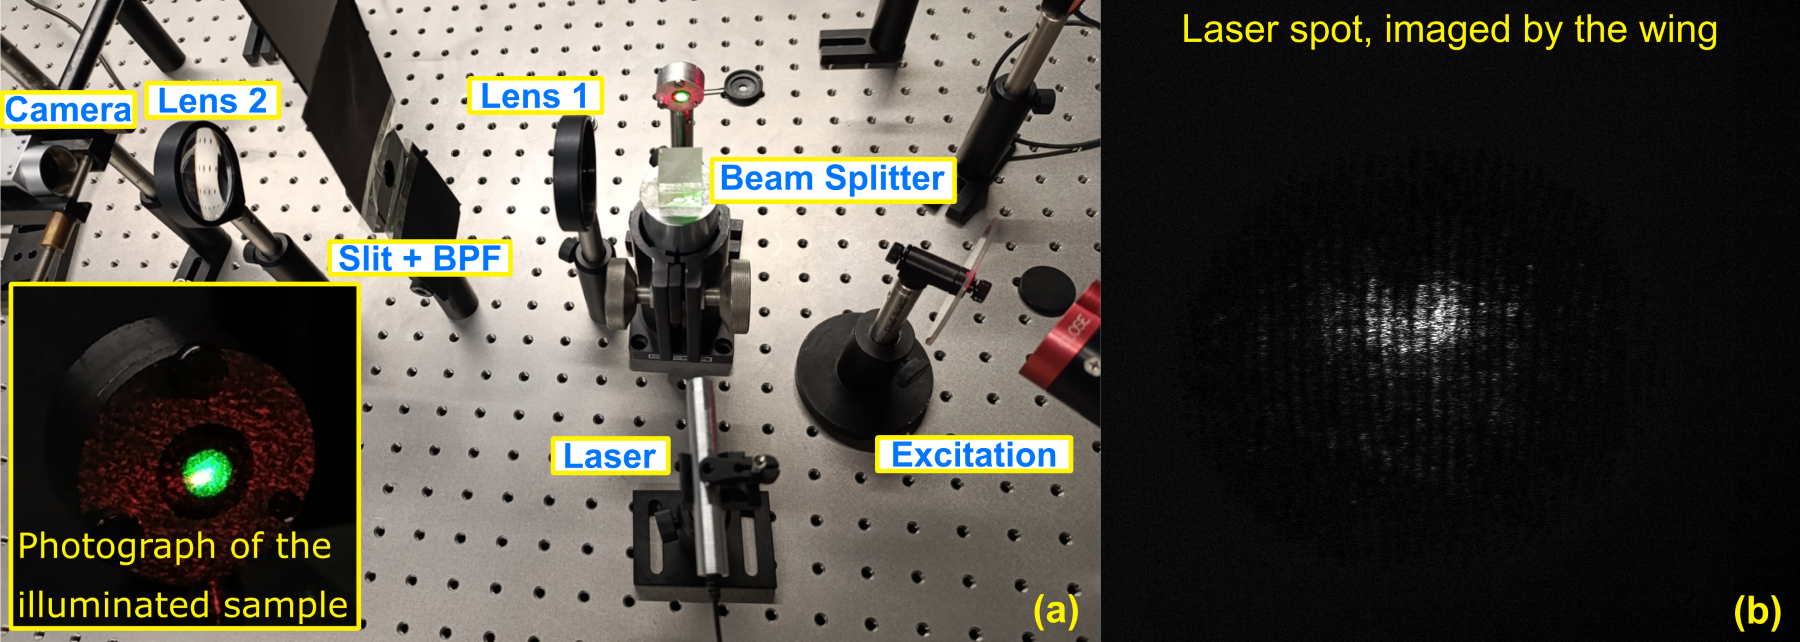 Camera
Lens 2
Lens 1
Beam Splitter
Slit + BPF
Laser
Excitation
Photograph of the
illuminated sample
(a)
Laser spot, imaged by the wing
(b)